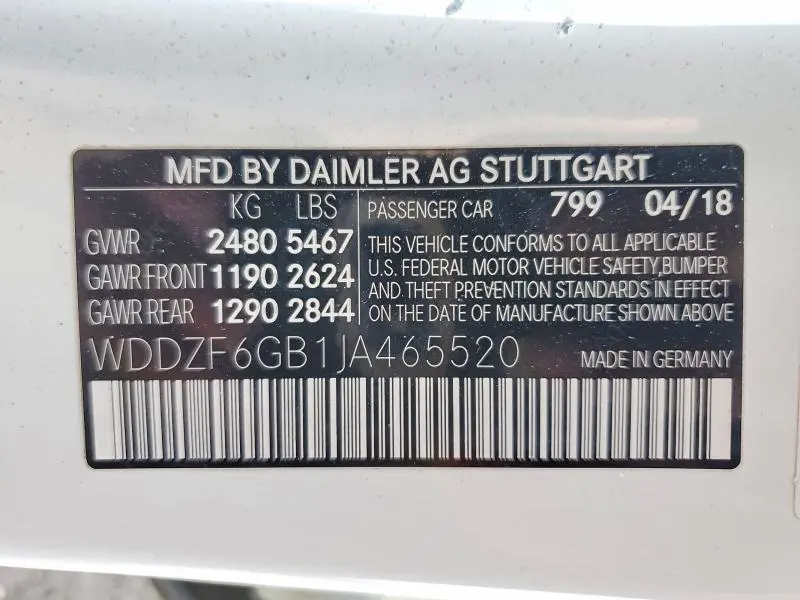 MFD BY DAIMLER AG STUTTGART
KG LBS PASSENGER CAR 799 04/18
GVWR 2480 5467 THIS VEHICLE CONFORMS TO ALL APPLICABLE
GAWR FRONT 1190 2624 U.S. FEDERAL MOTOR VEHICLE SAFETY,BUMPER
AND THEFT PREVENTION STANDARDS IN EFFECT
GAWR REAR 1290 2844 ON THE DATE OF MANUFACTURE SHOWN ABOVE
WDDZF6GB1JA465520 MADE IN GERMANY